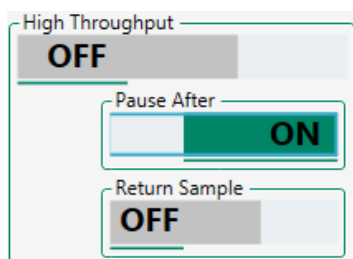 High Throughput
OFF
Pause After
ON
Return Sample
OFF